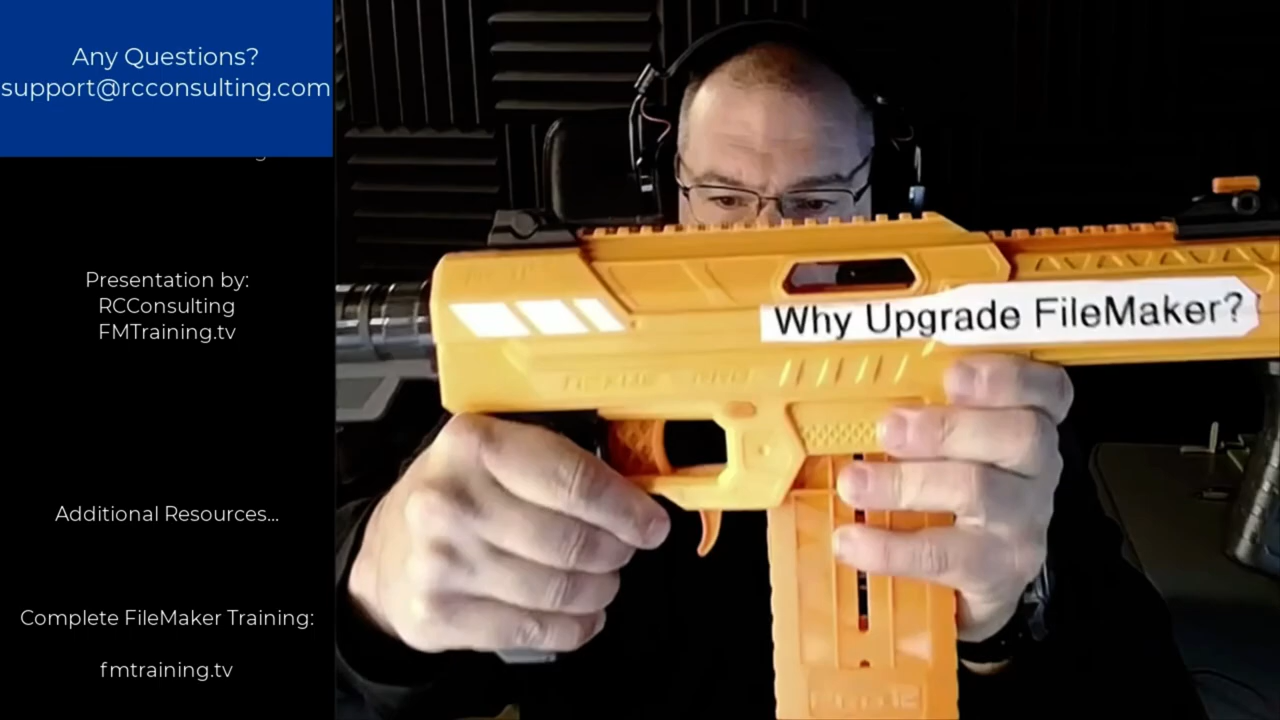 Any Questions?
support@rcconsulting.com
Presentation by:
RCConsulting
FMTraining.tv
Additional Resources...
Complete FileMaker Training:
fmtraining.tv
Why Upgrade FileMaker?